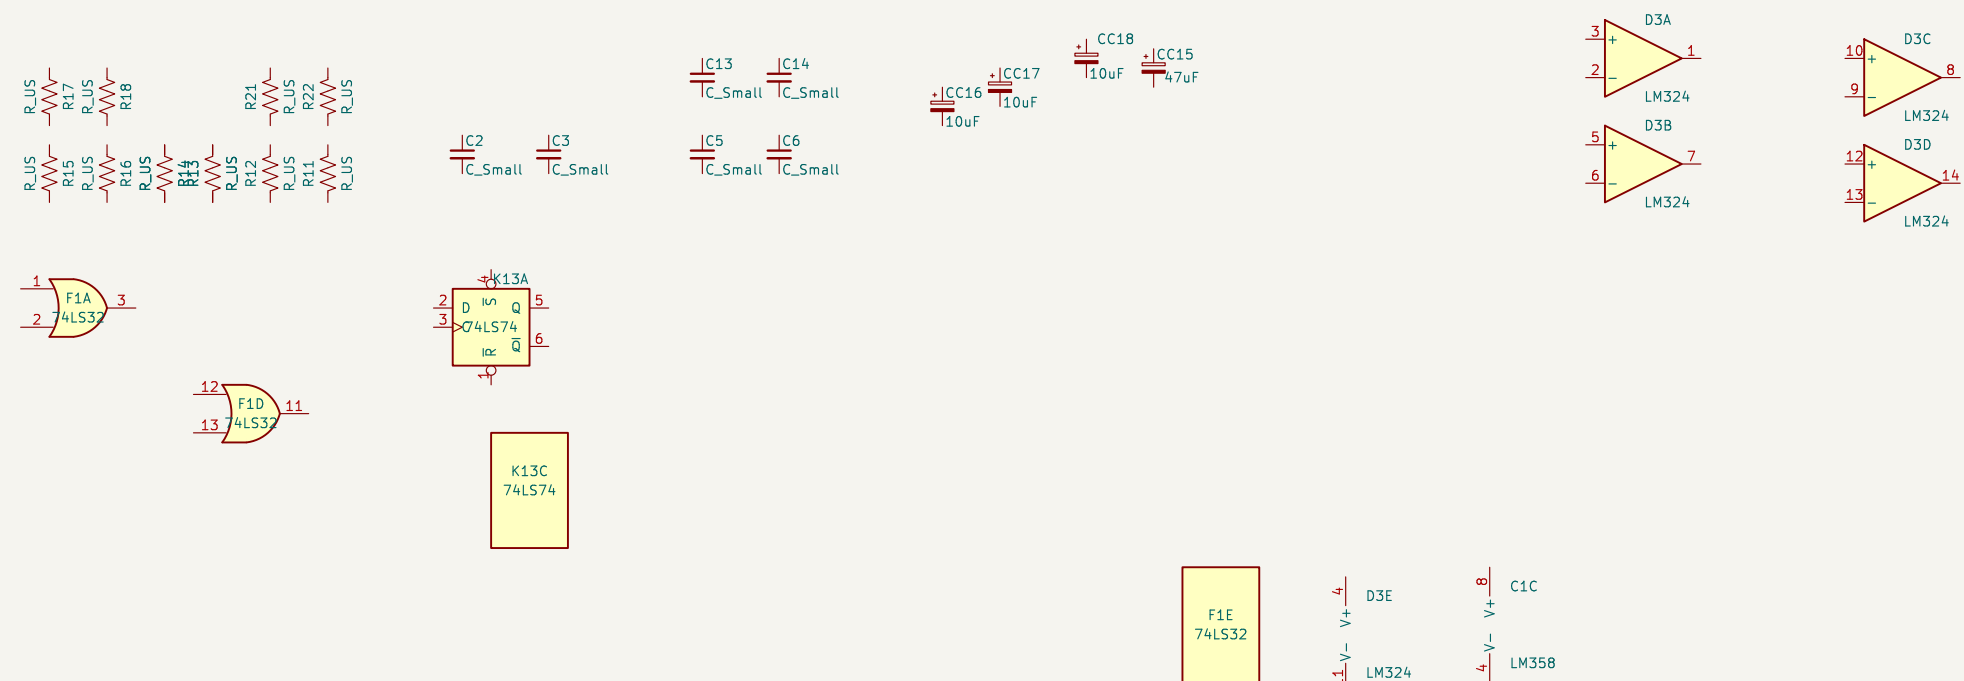 D3A
3
+
1
2
−
LM324
D3C
10
+
8
9
−
LM324
CC18
10uF
CC15
47uF
C13
C_Small
C14
C_Small
CC17
10uF
CC16
10uF
R_US
R17
R_US
R18
R21
R_US
R22
R_US
D3B
5
+
7
6
−
LM324
D3D
12
+
14
13
−
LM324
C2
C_Small
C3
C_Small
C5
C_Small
C6
C_Small
R_US
R15
R_US
R16
R_US
R14
R13
R_US
R12
R_US
R11
R_US
1
F1A
3
74LS32
2
4
K13A
S
2
D
Q
5
3
C
74LS74
R
Q
6
1
12
F1D
11
74LS32
13
K13C
74LS74
F1E
74LS32
4
D3E
V+
V-
LM324
8
C1C
V+
V-
4
LM358